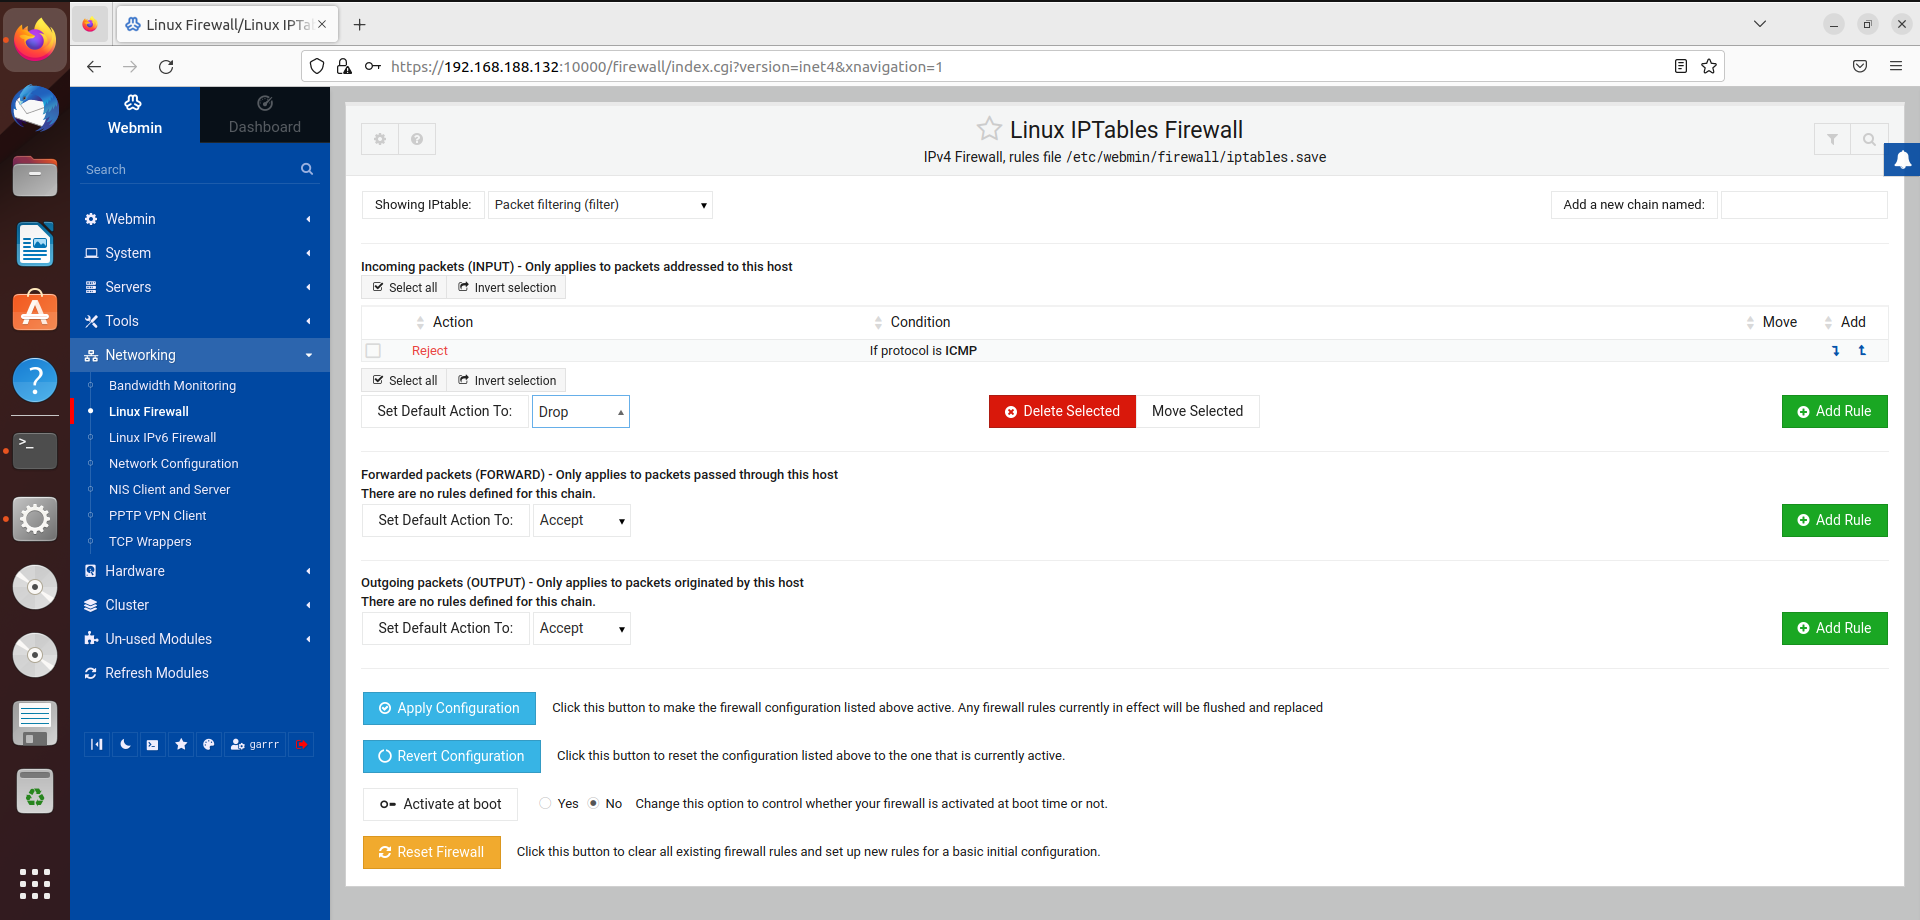 Linux Firewall/Linux IPTa
https://192.168.188.132:10000/firewall/index.cgi?version=inet4&xnavigation=1
Webmin
Dashboard
Search
Webmin
System
Servers
Tools
Networking
Bandwidth Monitoring
Linux Firewall
Linux IPv6 Firewall
Network Configuration
NIS Client and Server
PPTP VPN Client
TCP Wrappers
Hardware
Cluster
Un-used Modules
Refresh Modules
garrr
Linux IPTables Firewall
IPv4 Firewall, rules file /etc/webmin/firewall/iptables.save
Showing IPtable: Packet filtering (filter) Add a new chain named:
Incoming packets (INPUT) - Only applies to packets addressed to this host
Select all Invert selection
Action Condition Move Add
Reject If protocol is ICMP
Select all Invert selection
Set Default Action To: Drop Delete Selected Move Selected Add Rule
Forwarded packets (FORWARD) - Only applies to packets passed through this host
There are no rules defined for this chain.
Set Default Action To: Accept Add Rule
Outgoing packets (OUTPUT) - Only applies to packets originated by this host
There are no rules defined for this chain.
Set Default Action To: Accept Add Rule
Apply Configuration Click this button to make the firewall configuration listed above active. Any firewall rules currently in effect will be flushed and replaced
Revert Configuration Click this button to reset the configuration listed above to the one that is currently active.
Activate at boot Yes No Change this option to control whether your firewall is activated at boot time or not.
Reset Firewall Click this button to clear all existing firewall rules and set up new rules for a basic initial configuration.